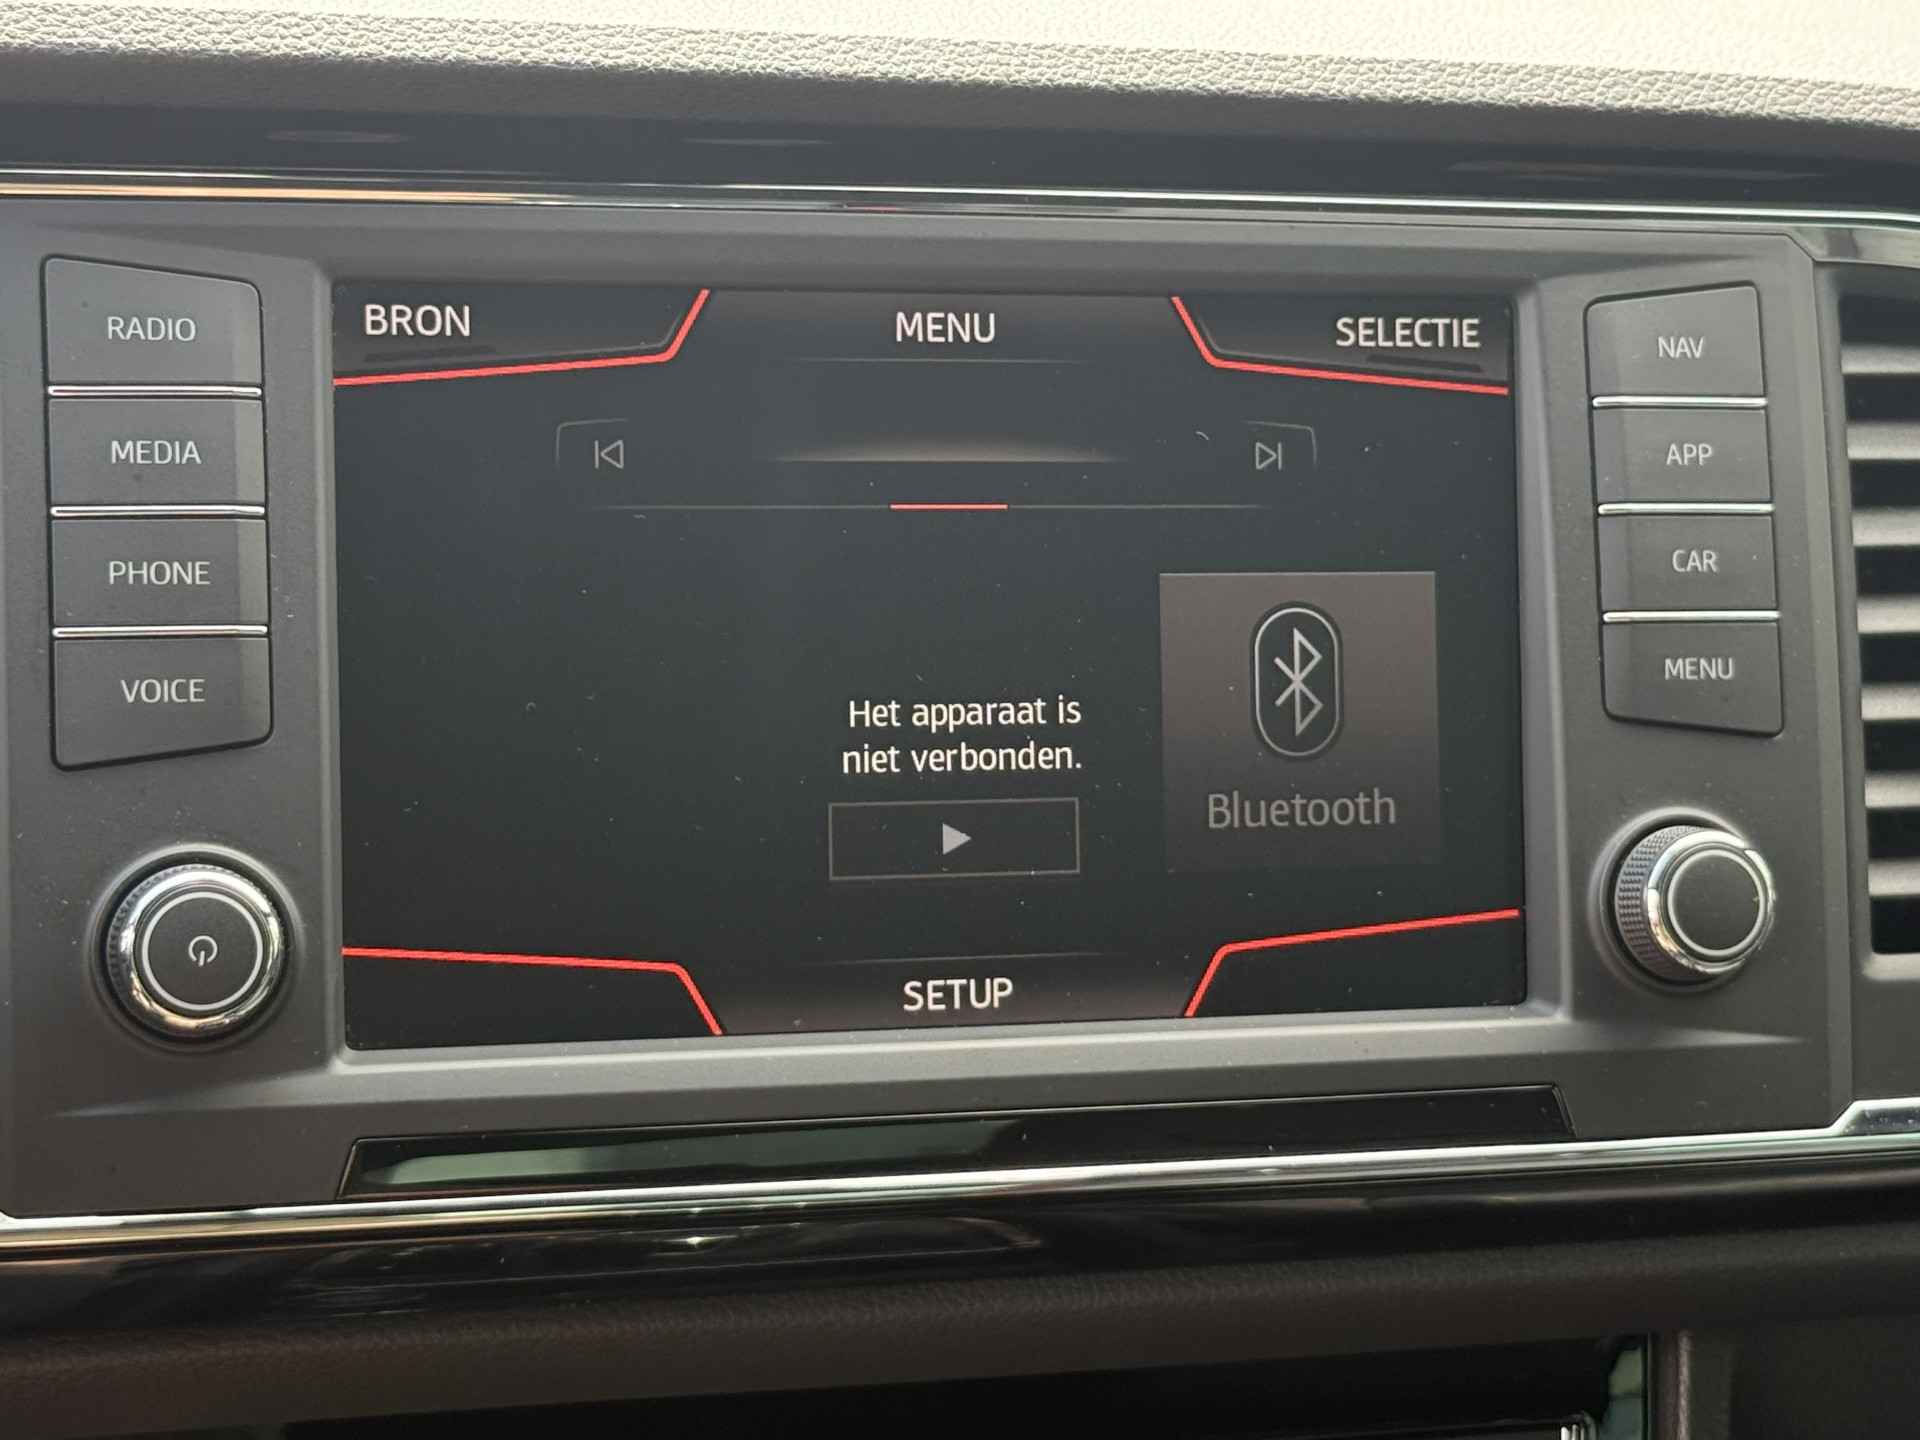 RADIO
MEDIA
PHONE
VOICE
BRON
MENU
SELECTIE
Het apparaat is
niet verbonden.
Bluetooth
SETUP
NAV
APP
CAR
MENU